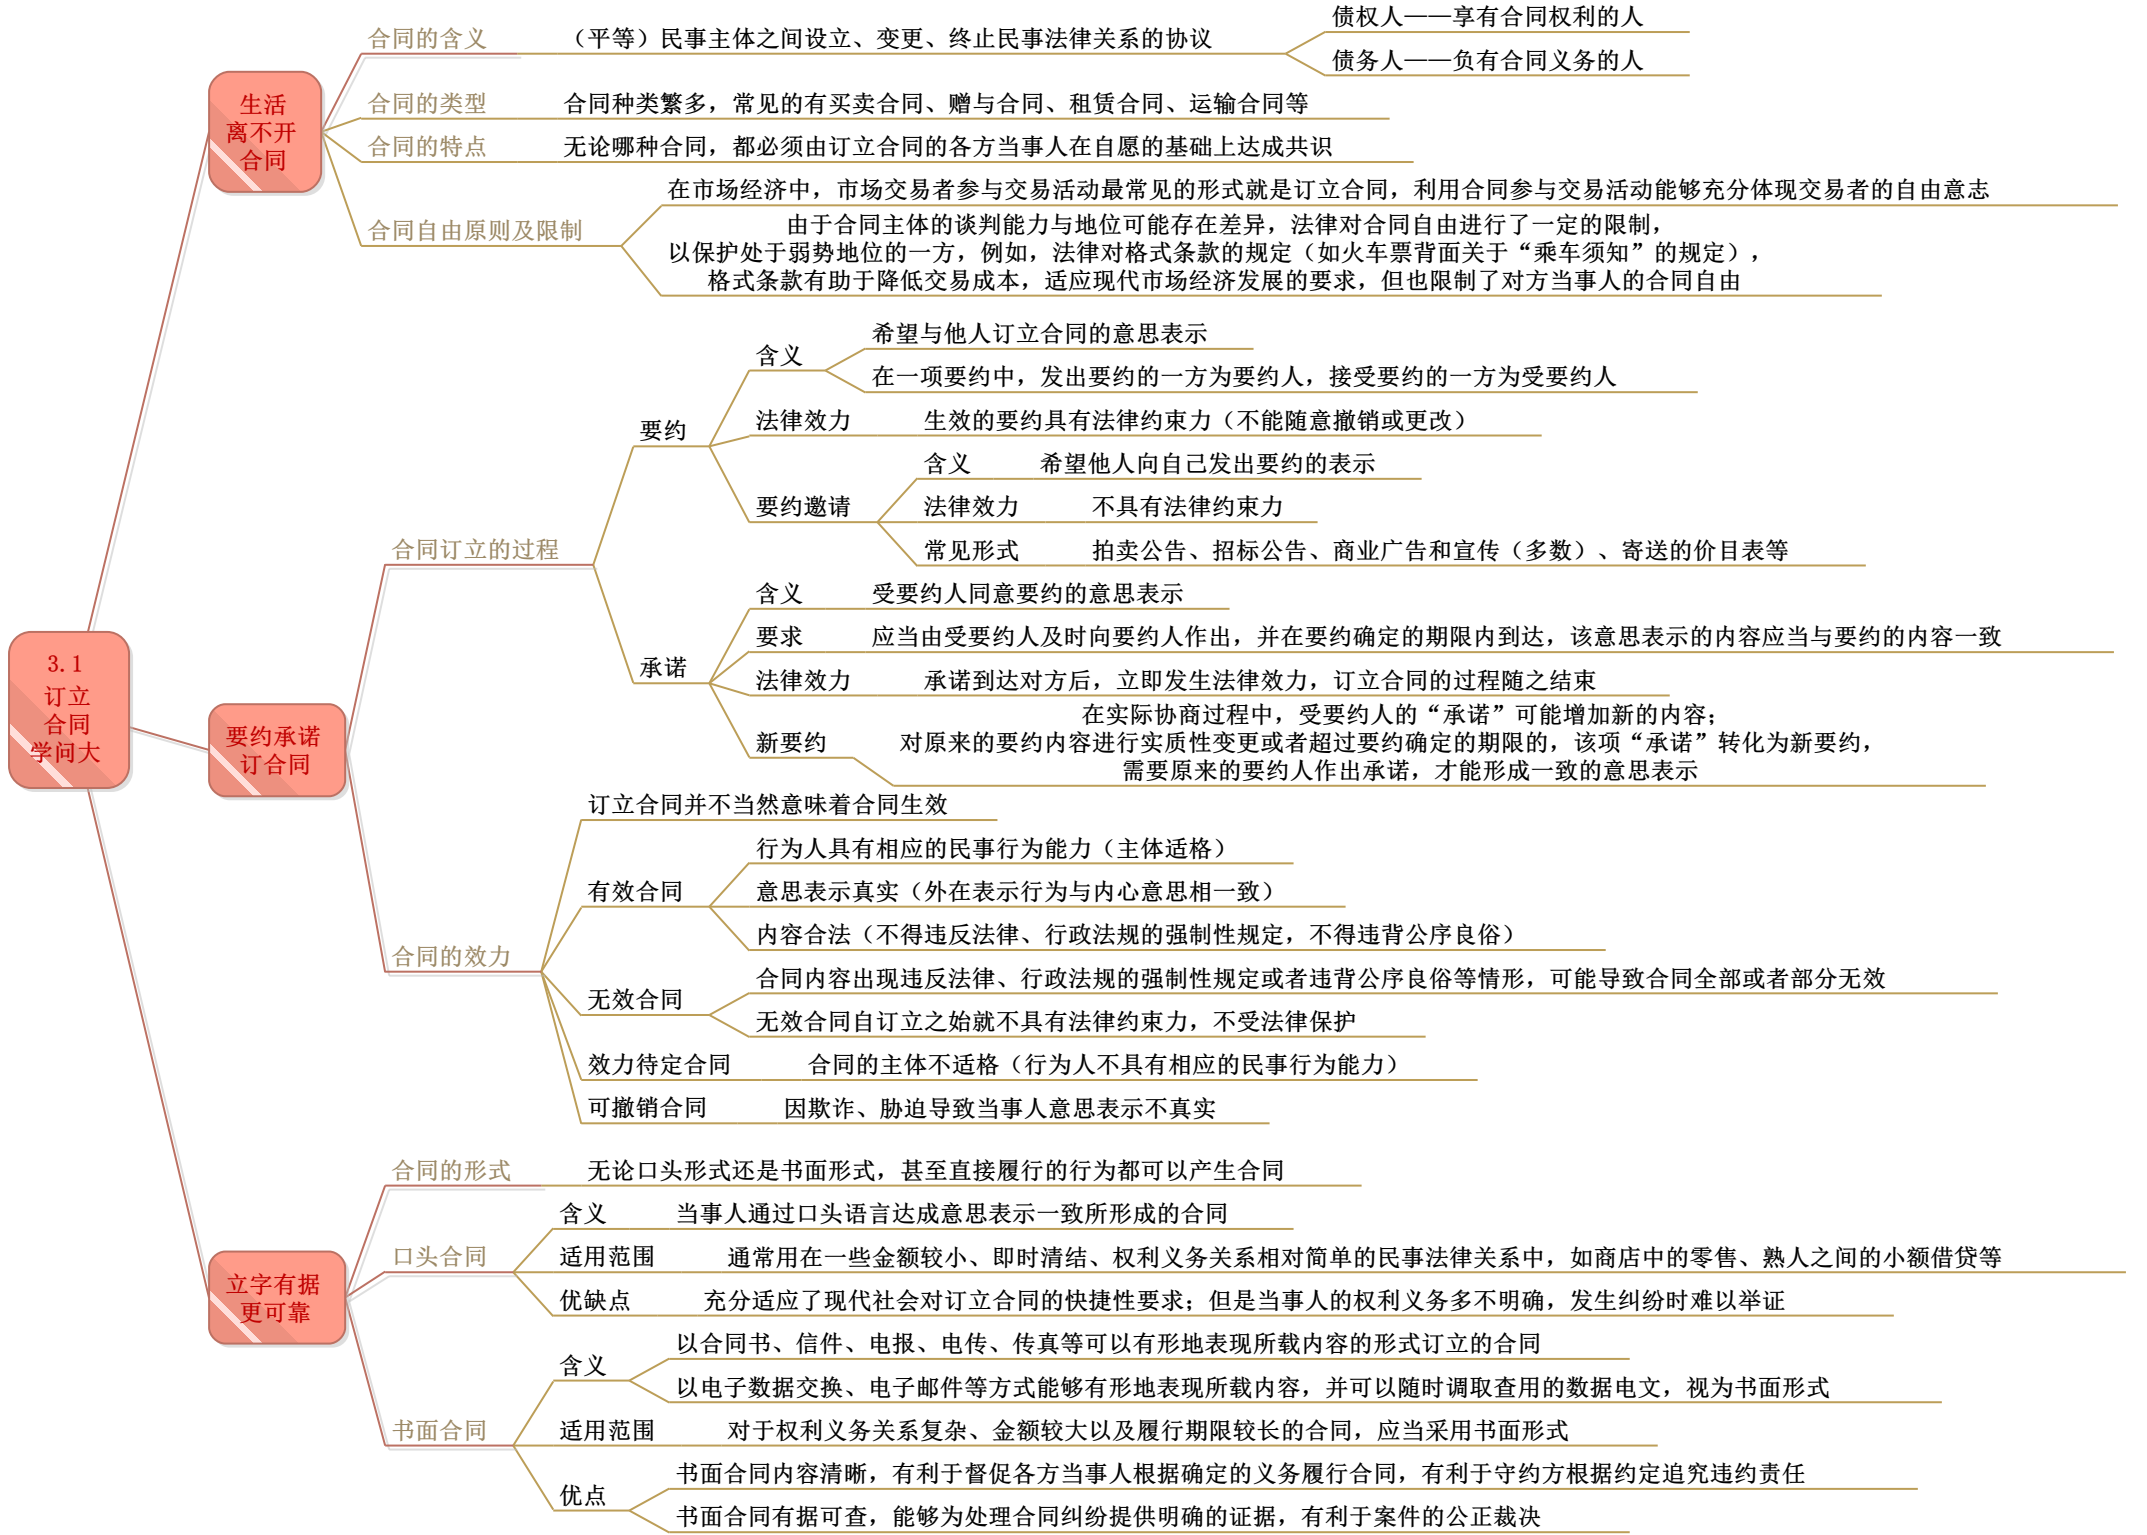 3.1
订立
合同
学问大
生活
离不开
合同
合同的含义
（平等）民事主体之间设立、变更、终止民事法律关系的协议
债权人——享有合同权利的人
债务人——负有合同义务的人
合同的类型
合同种类繁多，常见的有买卖合同、赠与合同、租赁合同、运输合同等
合同的特点
无论哪种合同，都必须由订立合同的各方当事人在自愿的基础上达成共识
合同自由原则及限制
在市场经济中，市场交易者参与交易活动最常见的形式就是订立合同，利用合同参与交易活动能够充分体现交易者的自由意志
由于合同主体的谈判能力与地位可能存在差异，法律对合同自由进行了一定的限制，
以保护处于弱势地位的一方，例如，法律对格式条款的规定（如火车票背面关于“乘车须知”的规定），
格式条款有助于降低交易成本，适应现代市场经济发展的要求，但也限制了对方当事人的合同自由
要约承诺
订合同
合同订立的过程
要约
含义
希望与他人订立合同的意思表示
在一项要约中，发出要约的一方为要约人，接受要约的一方为受要约人
法律效力
生效的要约具有法律约束力（不能随意撤销或更改）
要约邀请
含义
希望他人向自己发出要约的表示
法律效力
不具有法律约束力
常见形式
拍卖公告、招标公告、商业广告和宣传（多数）、寄送的价目表等
承诺
含义
受要约人同意要约的意思表示
要求
应当由受要约人及时向要约人作出，并在要约确定的期限内到达，该意思表示的内容应当与要约的内容一致
法律效力
承诺到达对方后，立即发生法律效力，订立合同的过程随之结束
新要约
在实际协商过程中，受要约人的“承诺”可能增加新的内容；
对原来的要约内容进行实质性变更或者超过要约确定的期限的，该项“承诺”转化为新要约，
需要原来的要约人作出承诺，才能形成一致的意思表示
合同的效力
订立合同并不当然意味着合同生效
有效合同
行为人具有相应的民事行为能力（主体适格）
意思表示真实（外在表示行为与内心意思相一致）
内容合法（不得违反法律、行政法规的强制性规定，不得违背公序良俗）
无效合同
合同内容出现违反法律、行政法规的强制性规定或者违背公序良俗等情形，可能导致合同全部或者部分无效
无效合同自订立之始就不具有法律约束力，不受法律保护
效力待定合同
合同的主体不适格（行为人不具有相应的民事行为能力）
可撤销合同
因欺诈、胁迫导致当事人意思表示不真实
立字有据
更可靠
合同的形式
无论口头形式还是书面形式，甚至直接履行的行为都可以产生合同
口头合同
含义
当事人通过口头语言达成意思表示一致所形成的合同
适用范围
通常用在一些金额较小、即时清结、权利义务关系相对简单的民事法律关系中，如商店中的零售、熟人之间的小额借贷等
优缺点
充分适应了现代社会对订立合同的快捷性要求；但是当事人的权利义务多不明确，发生纠纷时难以举证
书面合同
含义
以合同书、信件、电报、电传、传真等可以有形地表现所载内容的形式订立的合同
以电子数据交换、电子邮件等方式能够有形地表现所载内容，并可以随时调取查用的数据电文，视为书面形式
适用范围
对于权利义务关系复杂、金额较大以及履行期限较长的合同，应当采用书面形式
优点
书面合同内容清晰，有利于督促各方当事人根据确定的义务履行合同，有利于守约方根据约定追究违约责任
书面合同有据可查，能够为处理合同纠纷提供明确的证据，有利于案件的公正裁决